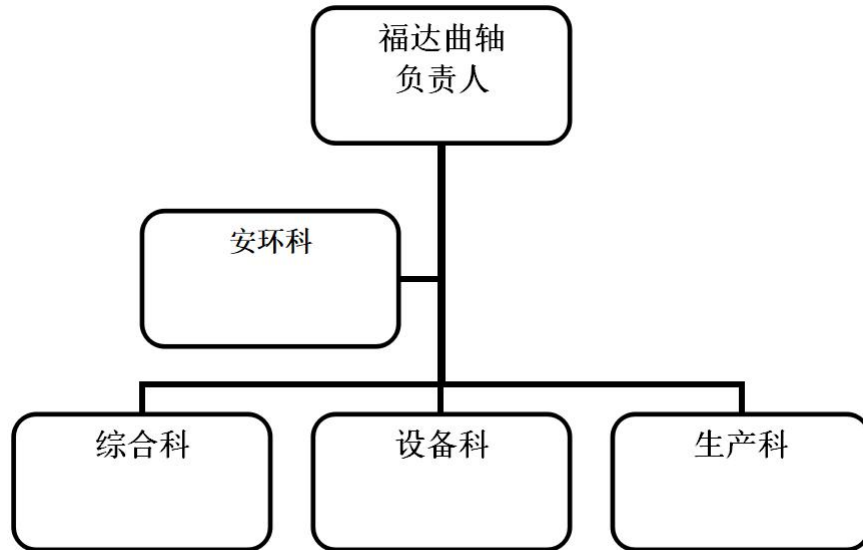 福达曲轴
负责人
安环科
综合科
设备科
生产科